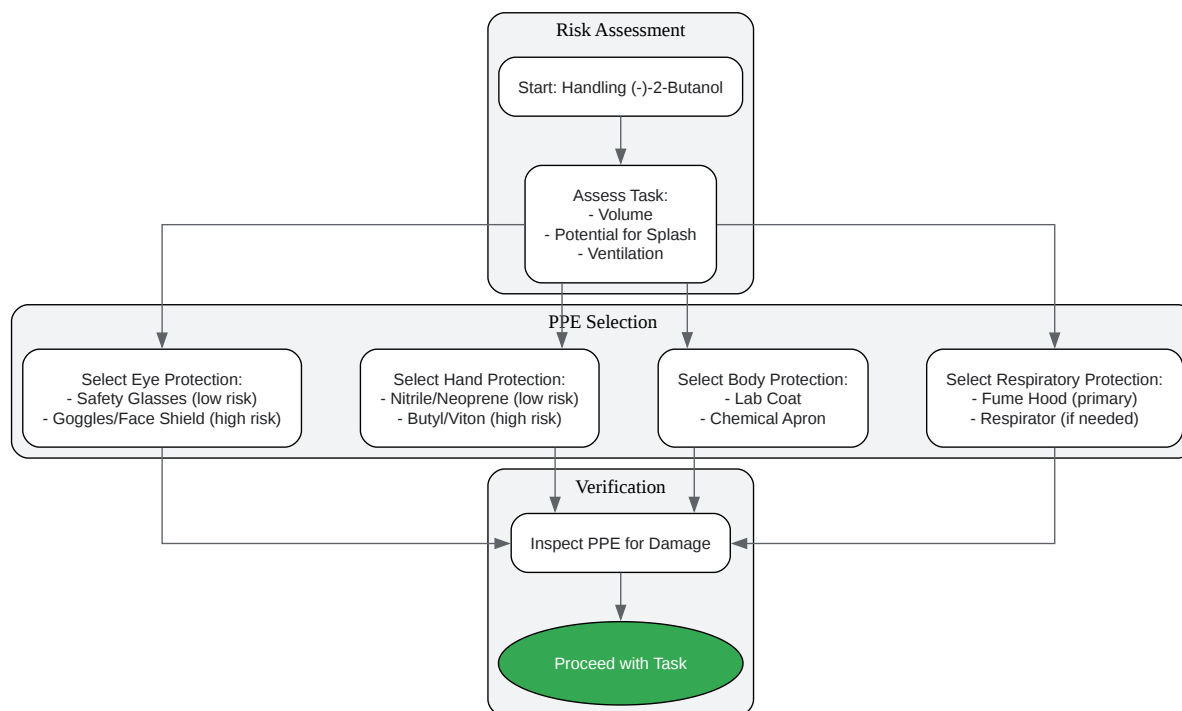 Risk Assessment
Start: Handling (-)-2-Butanol
Assess Task:
- Volume
- Potential for Splash
- Ventilation
PPE Selection
Select Eye Protection:
- Safety Glasses (low risk)
- Goggles/Face Shield (high risk)
Select Hand Protection:
- Nitrile/Neoprene (low risk)
- Butyl/Viton (high risk)
Select Body Protection:
- Lab Coat
- Chemical Apron
Select Respiratory Protection:
- Fume Hood (primary)
- Respirator (if needed)
Verification
Inspect PPE for Damage
Proceed with Task